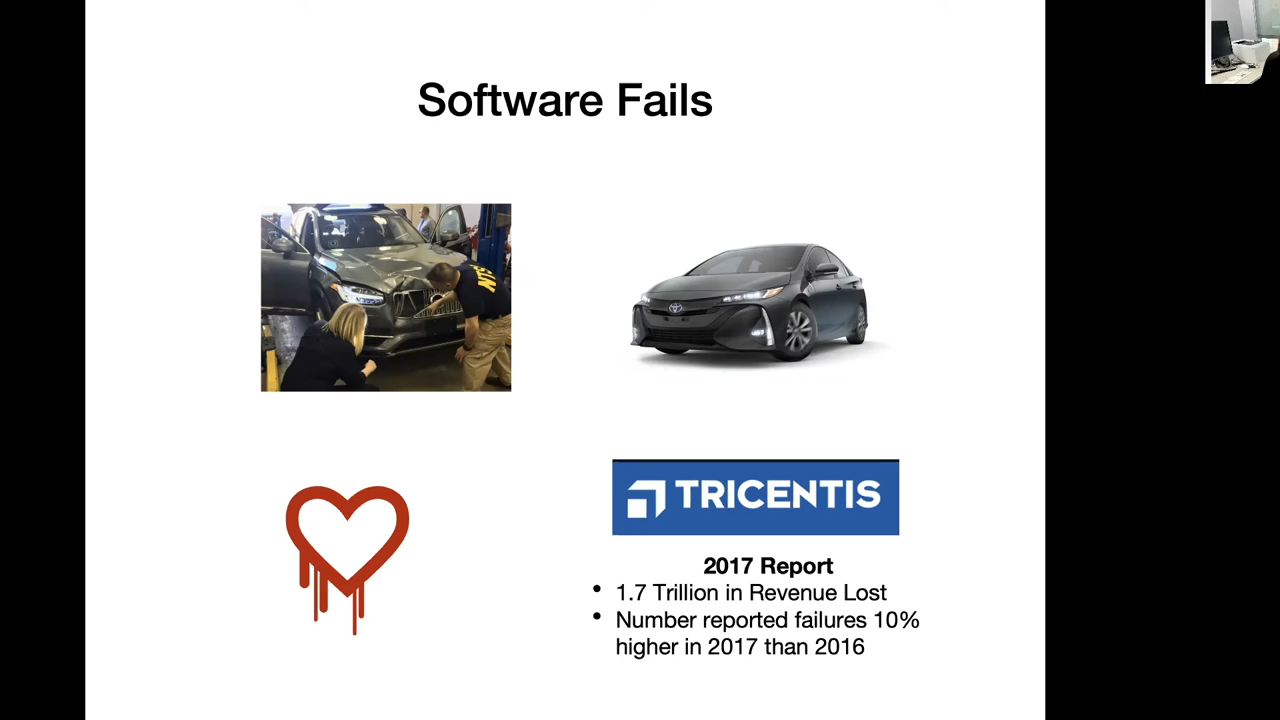 Software Fails
NTS
TRICENTIS
2017 Report
• 1.7 Trillion in Revenue Lost
• Number reported failures 10%
higher in 2017 than 2016